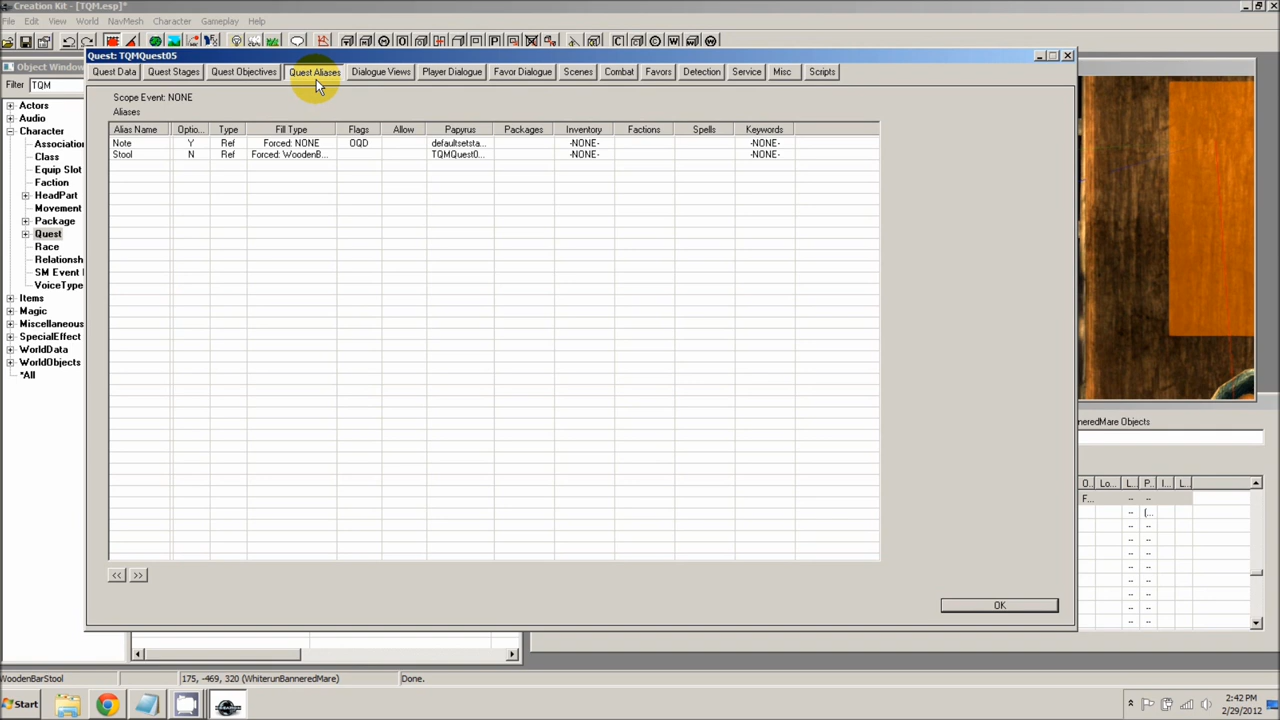 Creation Kit - [TQM.esp]*
File Edit View World NavMesh Character Gameplay Help
Object Window
Filter TQM
Actors
Audio
Character
Association
Class
Equip Slot
Faction
HeadPart
Movement
Package
Quest
Race
Relationsh
SM Event
VoiceType
Items
Magic
Miscellaneous
SpecialEffect
WorldData
WorldObjects
*All
Quest: TQMQuest05
Quest Data Quest Stages Quest Objectives Quest Aliases Dialogue Views Player Dialogue Favor Dialogue Scenes Combat Favors Detection Service Misc Scripts
Scope Event: NONE
Aliases
Alias Name Optio... Type Fill Type Flags Allow Papyrus Packages Inventory Factions Spells Keywords
Note Y Ref Forced: NONE OQD defaultsetsta... -NONE- -NONE-
Stool N Ref Forced: WoodenB... TQMQuest0... -NONE- -NONE-
<< >>
OK
neredMare Objects
O.. Lo... L... P.. I... L...
F... -- --
-- (...
-- --
-- --
-- --
-- --
-- --
-- --
-- --
-- --
WoodenBarStool 175, -469, 320 (WhiterunBanneredMare) Done.
Start
2:42 PM
2/29/2012